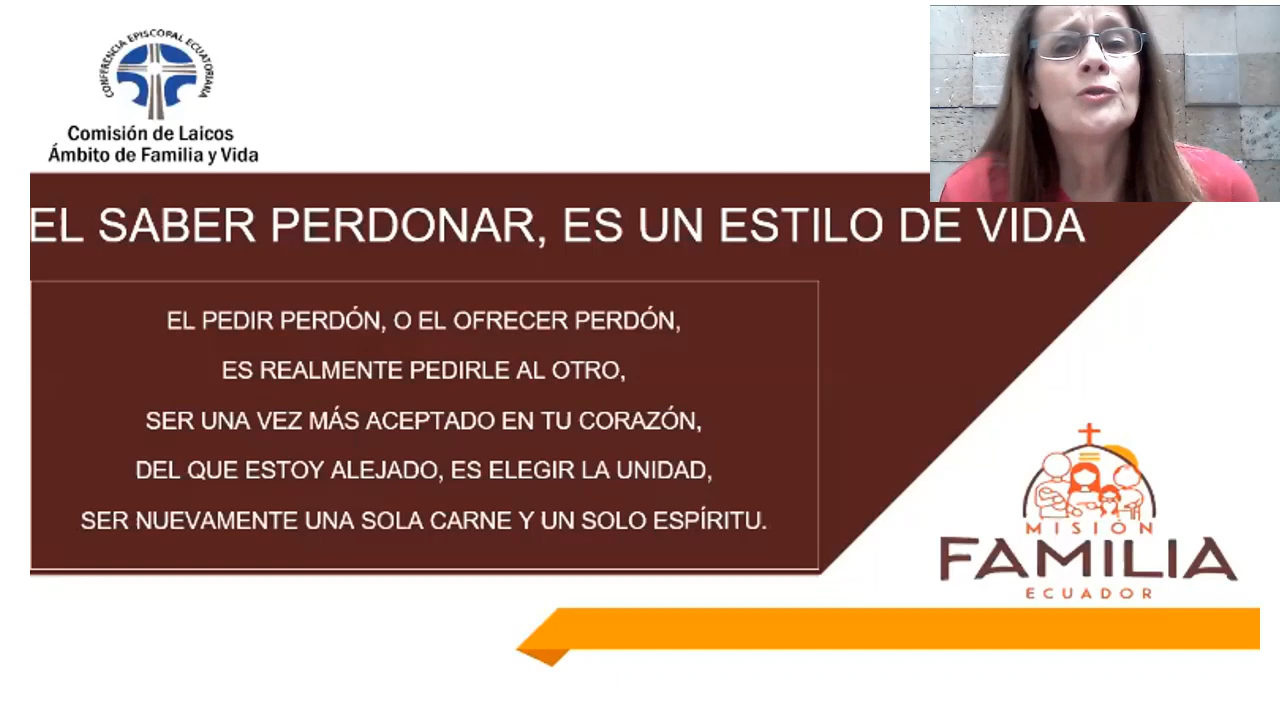 CONFERENCIA EPISCOPAL ECUATORIANA
Comisión de Laicos
Ámbito de Familia y Vida
EL SABER PERDONAR, ES UN ESTILO DE VIDA
EL PEDIR PERDÓN, O EL OFRECER PERDÓN,
ES REALMENTE PEDIRLE AL OTRO,
SER UNA VEZ MÁS ACEPTADO EN TU CORAZÓN,
DEL QUE ESTOY ALEJADO, ES ELEGIR LA UNIDAD,
SER NUEVAMENTE UNA SOLA CARNE Y UN SOLO ESPÍRITU.
MISIÓN
FAMILIA
ECUADOR